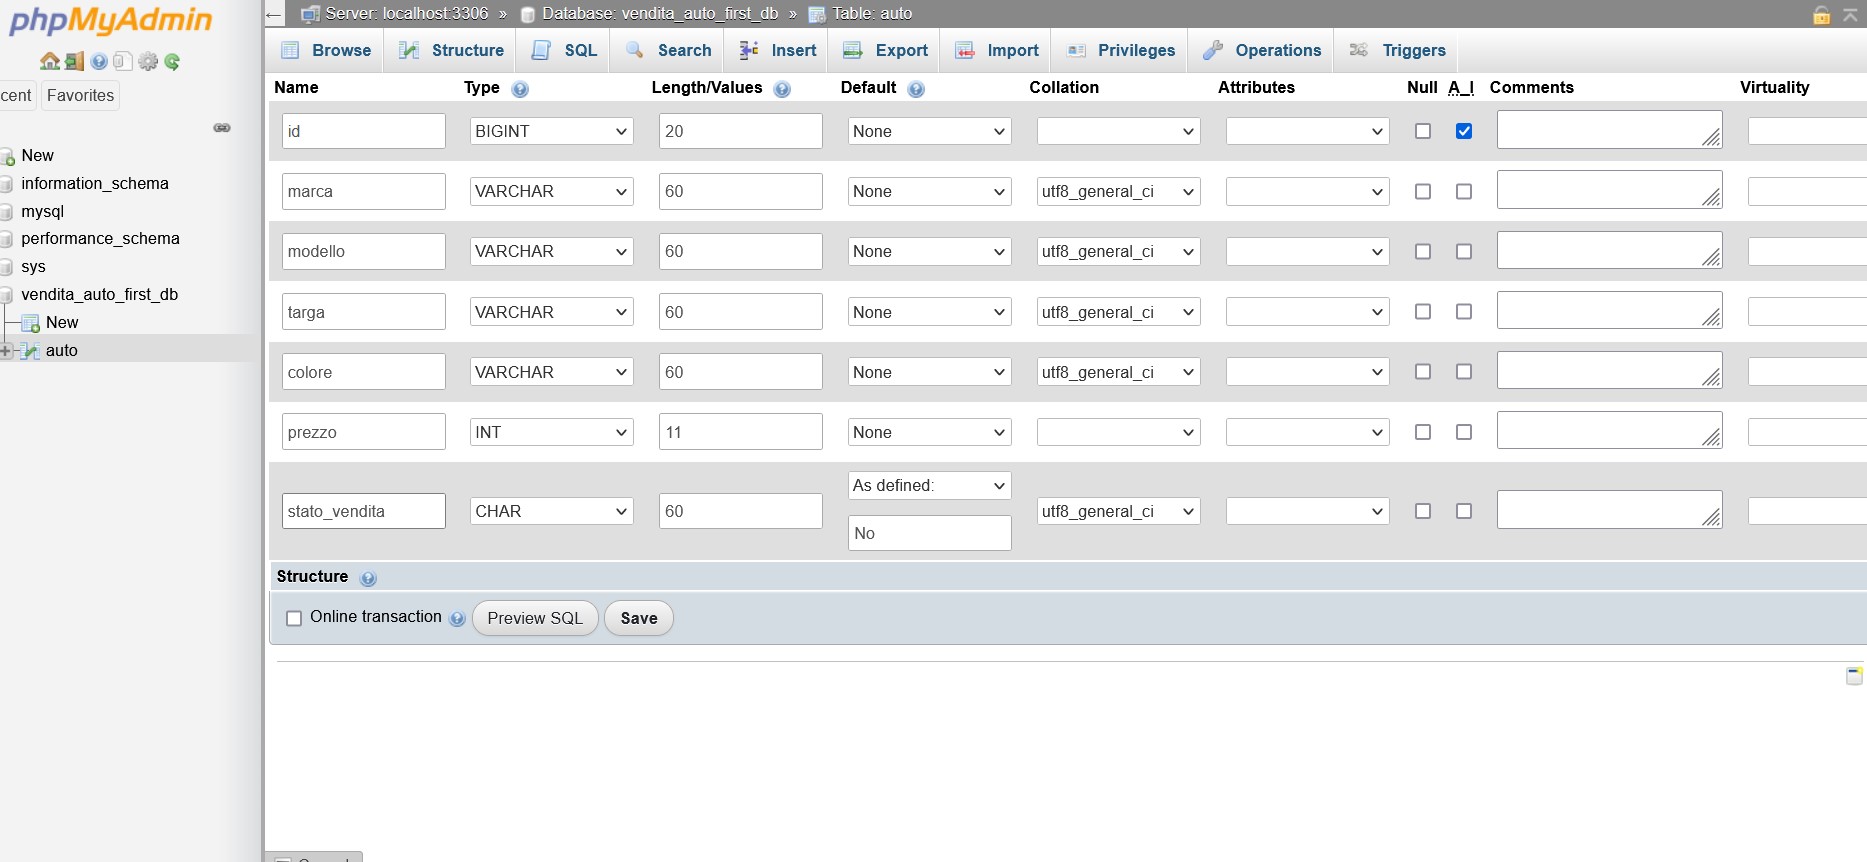 phpMyAdmin
cent Favorites
New
information_schema
mysql
performance_schema
sys
vendita_auto_first_db
New
auto
Server: localhost:3306 » Database: vendita_auto_first_db » Table: auto
Browse Structure SQL Search Insert Export Import Privileges Operations Triggers
Name Type Length/Values Default Collation Attributes Null A_I Comments Virtuality
id BIGINT 20 None
marca VARCHAR 60 None utf8_general_ci
modello VARCHAR 60 None utf8_general_ci
targa VARCHAR 60 None utf8_general_ci
colore VARCHAR 60 None utf8_general_ci
prezzo INT 11 None
stato_vendita CHAR 60 As defined: utf8_general_ci
No
Structure
Online transaction Preview SQL Save